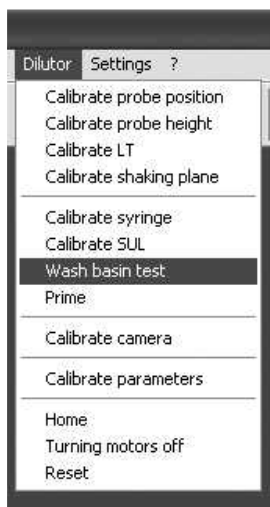 Dilutor Settings ?
Calibrate probe position
Calibrate probe height
Calibrate LT
Calibrate shaking plane
Calibrate syringe
Calibrate SUL
Wash basin test
Prime
Calibrate camera
Calibrate parameters
Home
Turning motors off
Reset